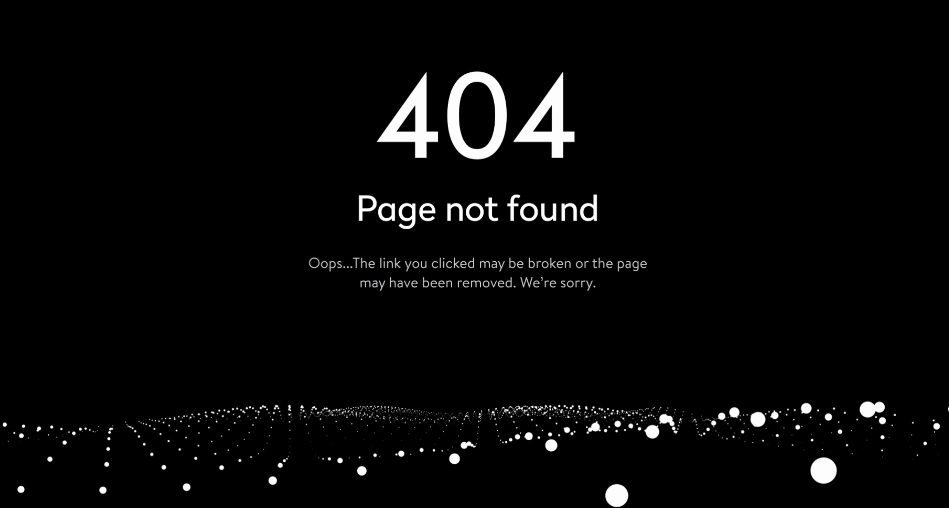 404
Page not found
Oops...The link you clicked may be broken or the page
may have been removed. We're sorry.